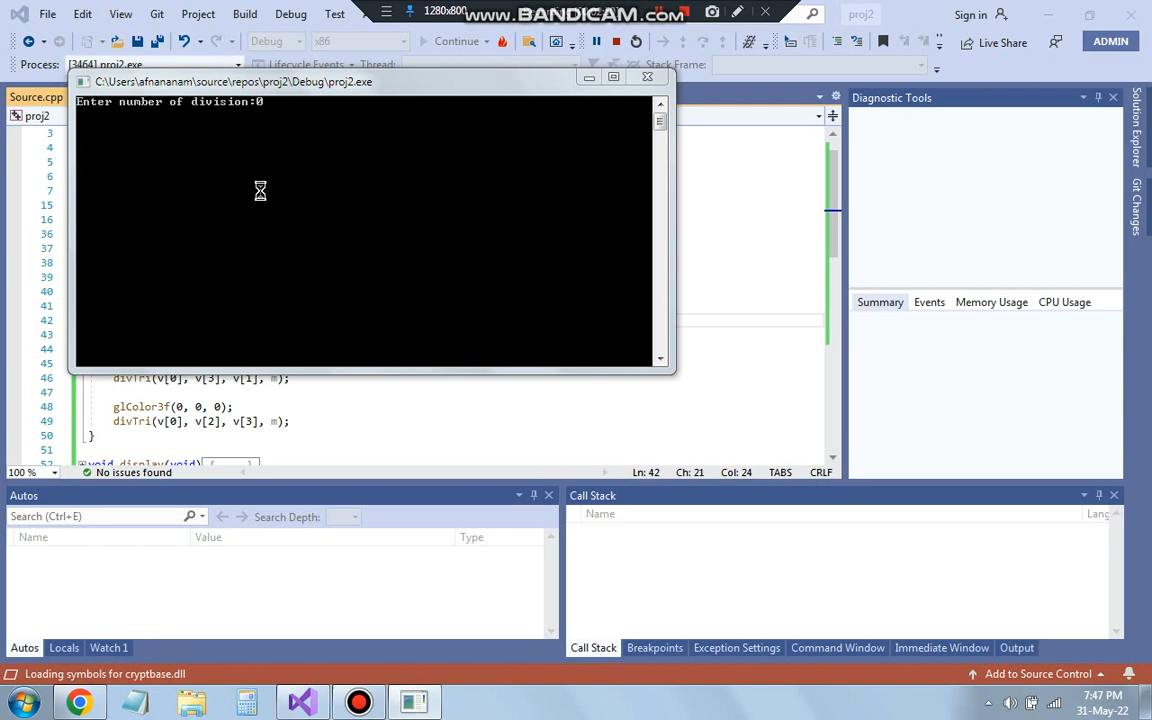 File Edit View Git Project Build Debug Test 1280x800 www.BANDICAM.com proj2 Sign in
Debug x86 Continue Live Share ADMIN
Process: [3464] proj2.exe Lifecycle Events Thread: Stack Frame:
C:\Users\afnananam\source\repos\proj2\Debug\proj2.exe
Source.cpp
Diagnostic Tools
Enter number of division:0
proj2
3
4
5
6
7
15
16
36
37
38
39
40
41
42
43
44
45
46 divTri(v[0], v[3], v[1], m);
47
48 glColor3f(0, 0, 0);
49 divTri(v[0], v[2], v[3], m);
50 }
51
52 void display(void){ ... }
Summary Events Memory Usage CPU Usage
Solution Explorer
Git Changes
100 % No issues found Ln: 42 Ch: 21 Col: 24 TABS CRLF
Autos
Search (Ctrl+E) Search Depth:
Name Value Type
Call Stack
Name Lang
Autos Locals Watch 1
Call Stack Breakpoints Exception Settings Command Window Immediate Window Output
Loading symbols for cryptbase.dll Add to Source Control
7:47 PM
31-May-22